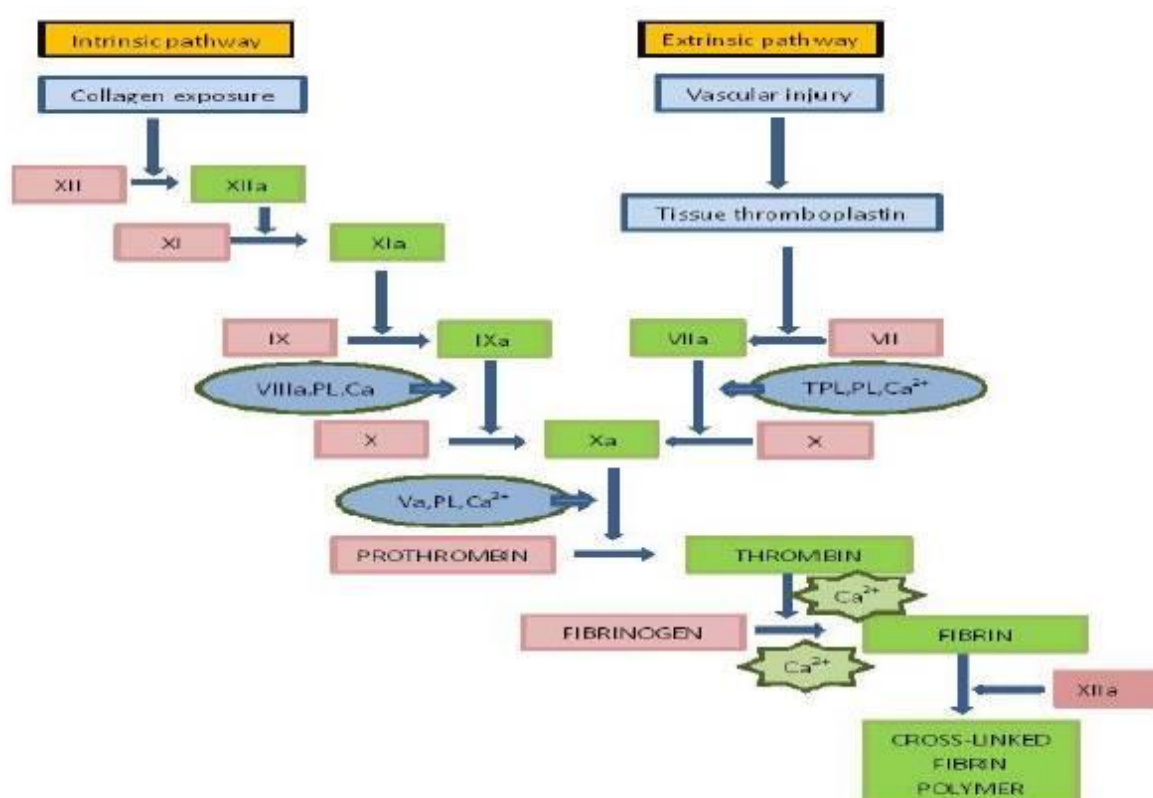 Intrinsic pathway
Extrinsic pathway
Collagen exposure
Vascular injury
XII
XIIa
Tissue thromboplastin
XI
XIa
IX
IXa
VIIa
VII
VIIIa,PL,Ca
TPL,PL,Ca²⁺
X
Xa
X
Va,PL,Ca²⁺
PROTHROMBIN
THROMBIN
Ca²⁺
FIBRINOGEN
FIBRIN
Ca²⁺
XIIa
CROSS-LINKED
FIBRIN
POLYMER